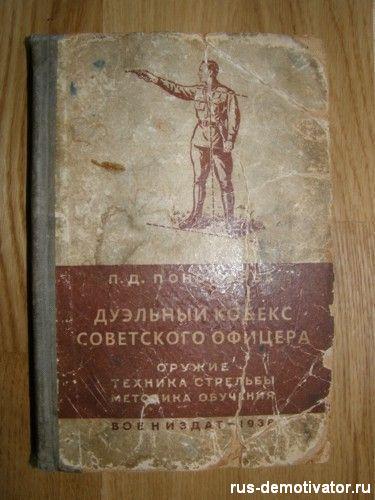 П. Д.
ДУЭЛЬНЫЙ КОДЕКС
СОВЕТСКОГО ОФИЦЕРА
ОРУЖИЕ
ТЕХНИКА СТРЕЛЬБЫ
МЕТОДИКА ОБУЧЕНИЯ
ВОЕНИЗДАТ —
rus-demotivator.ru